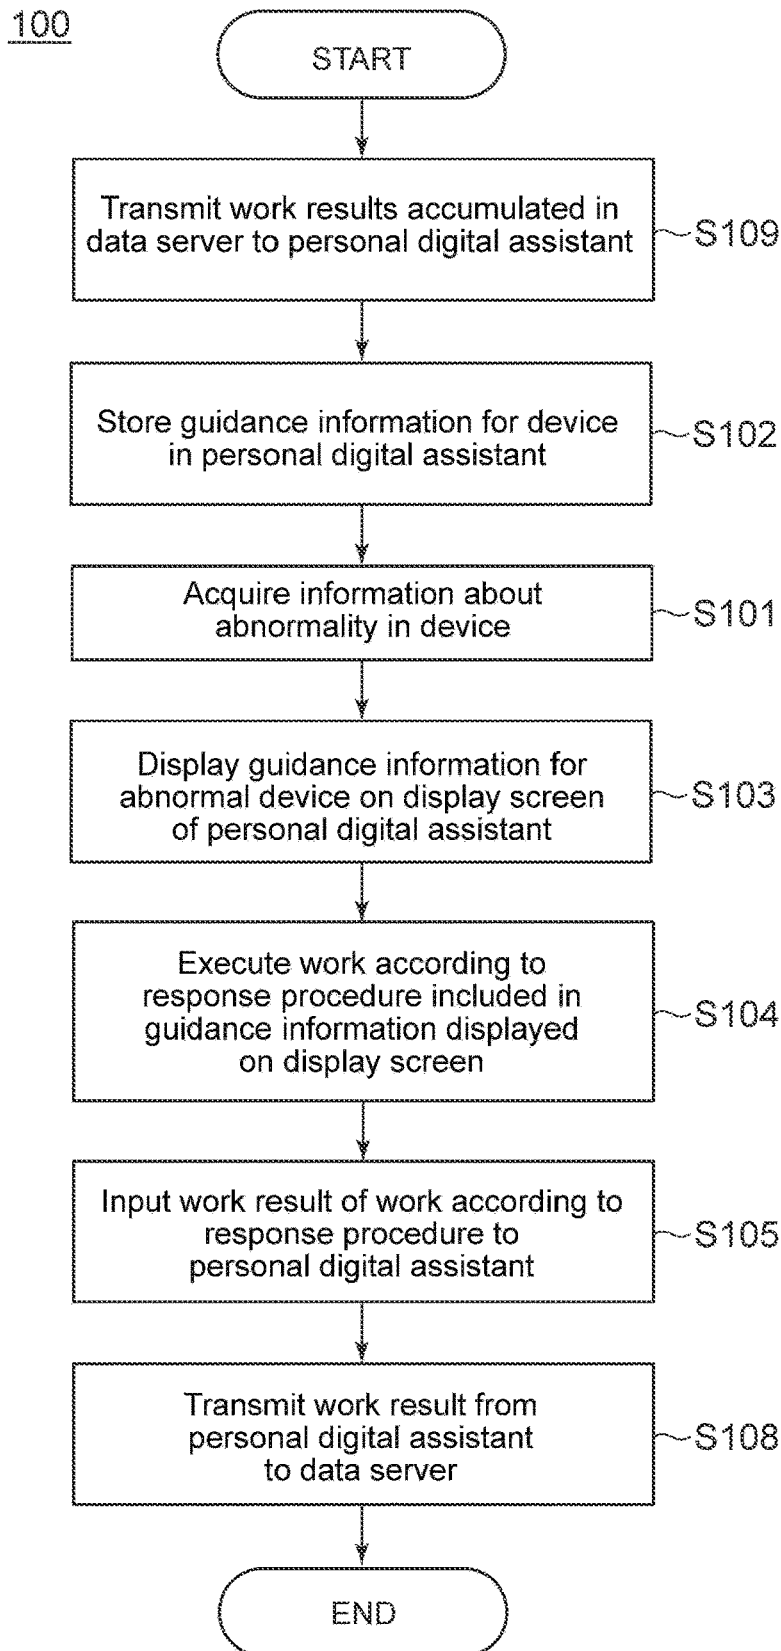 100
START
Transmit work results accumulated in
data server to personal digital assistant
S109
Store guidance information for device
in personal digital assistant
S102
Acquire information about
abnormality in device
S101
Display guidance information for
abnormal device on display screen
of personal digital assistant
S103
Execute work according to
response procedure included in
guidance information displayed
on display screen
S104
Input work result of work according to
response procedure to
personal digital assistant
S105
Transmit work result from
personal digital assistant
to data server
S108
END